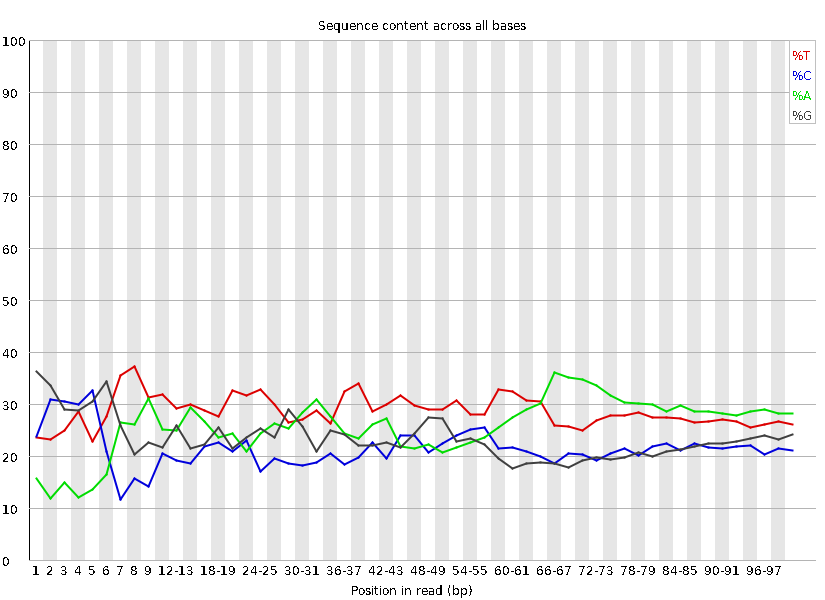 Sequence content across all bases
100
90
80
70
60
50
40
30
20
10
0
%T
%C
%A
%G
1 2 3 4 5 6 7 8 9 12-13 18-19 24-25 30-31 36-37 42-43 48-49 54-55 60-61 66-67 72-73 78-79 84-85 90-91 96-97
Position in read (bp)